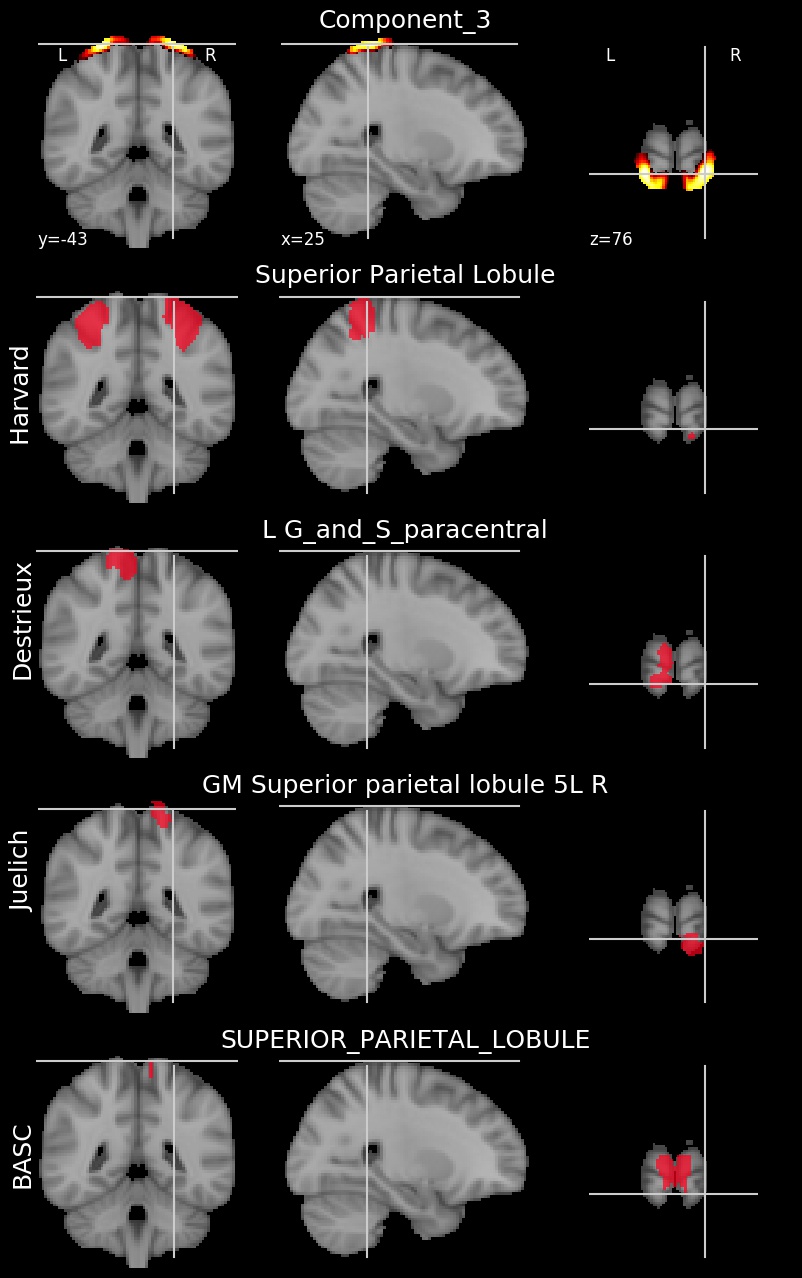 Component_3
L R
L R
y=-43 x=25 z=76
Superior Parietal Lobule
Harvard
L G_and_S_paracentral
Destrieux
GM Superior parietal lobule 5L R
Juelich
SUPERIOR_PARIETAL_LOBULE
BASC